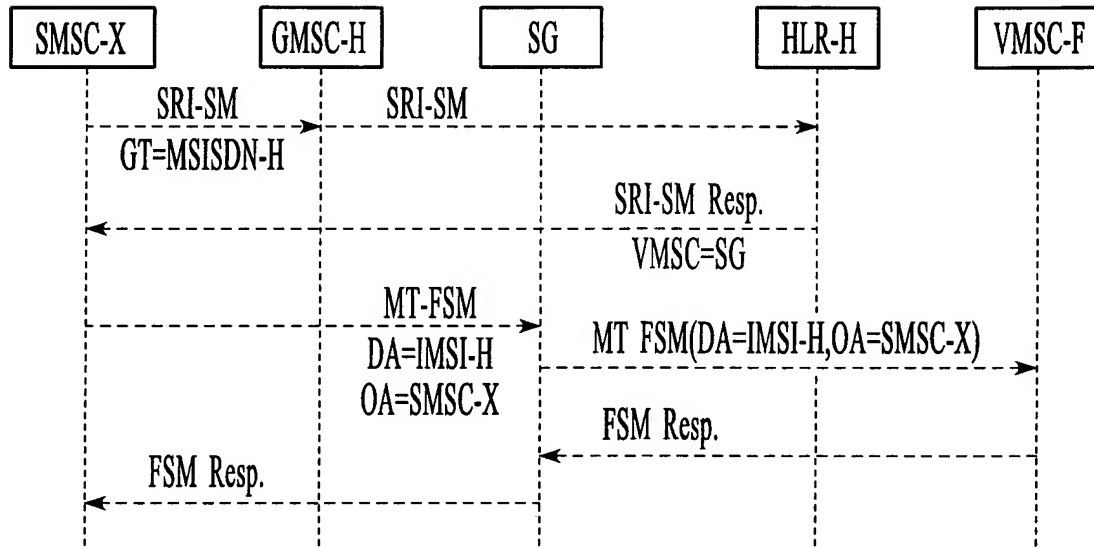 SMSC-X GMSC-H SG HLR-H VMSC-F
SRI-SM SRI-SM
GT=MSISDN-H
SRI-SM Resp.
VMSC=SG
MT-FSM
MT FSM(DA=IMSI-H,OA=SMSC-X)
DA=IMSI-H
OA=SMSC-X
FSM Resp.
FSM Resp.